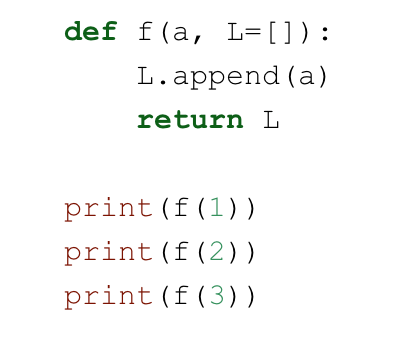 def f(a, L=[]):
    L.append(a)
    return L

print(f(1))
print(f(2))
print(f(3))